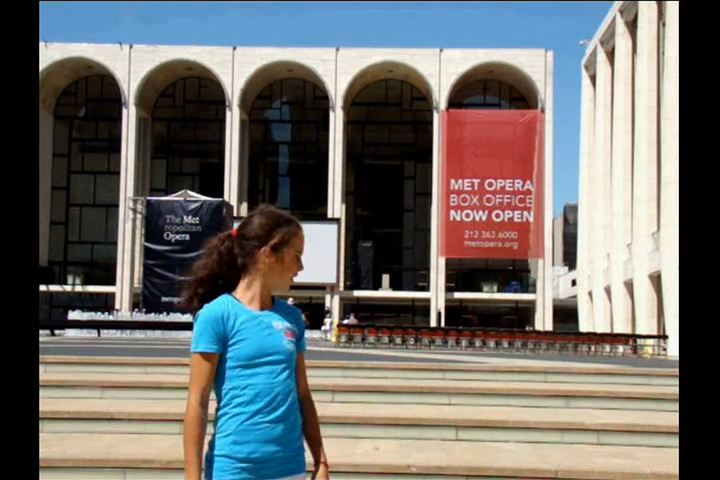 The Met
ropolitan
Opera
MET OPERA
BOX OFFICE
NOW OPEN
212.362.6000
metopera.org